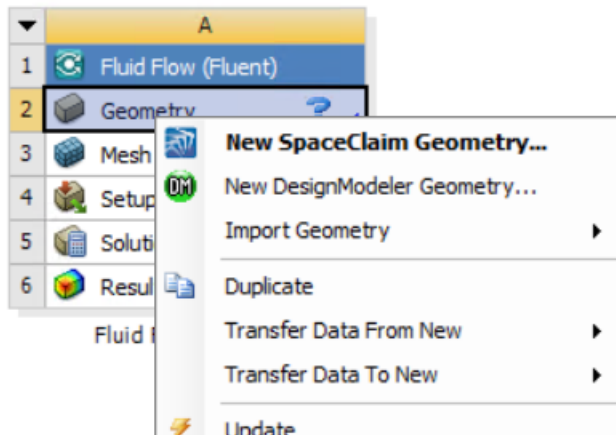 A
1 Fluid Flow (Fluent)
2 Geometry ?
3 Mesh
4 Setup
5 Soluti
6 Resul
Fluid
New SpaceClaim Geometry...
DM New DesignModeler Geometry...
Import Geometry
Duplicate
Transfer Data From New
Transfer Data To New
Update